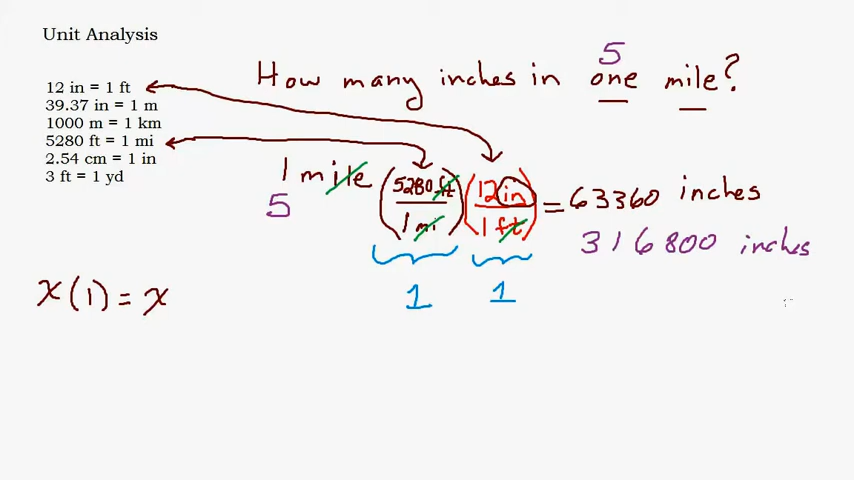 Unit Analysis
5
How many inches in one mile?
12 in = 1 ft
39.37 in = 1 m
1000 m = 1 km
5280 ft = 1 mi
2.54 cm = 1 in
3 ft = 1 yd
1 mile (5280 ft / 1 mi) (12 in / 1 ft) = 63360 inches
5 316800 inches
1 1
x(1) = x